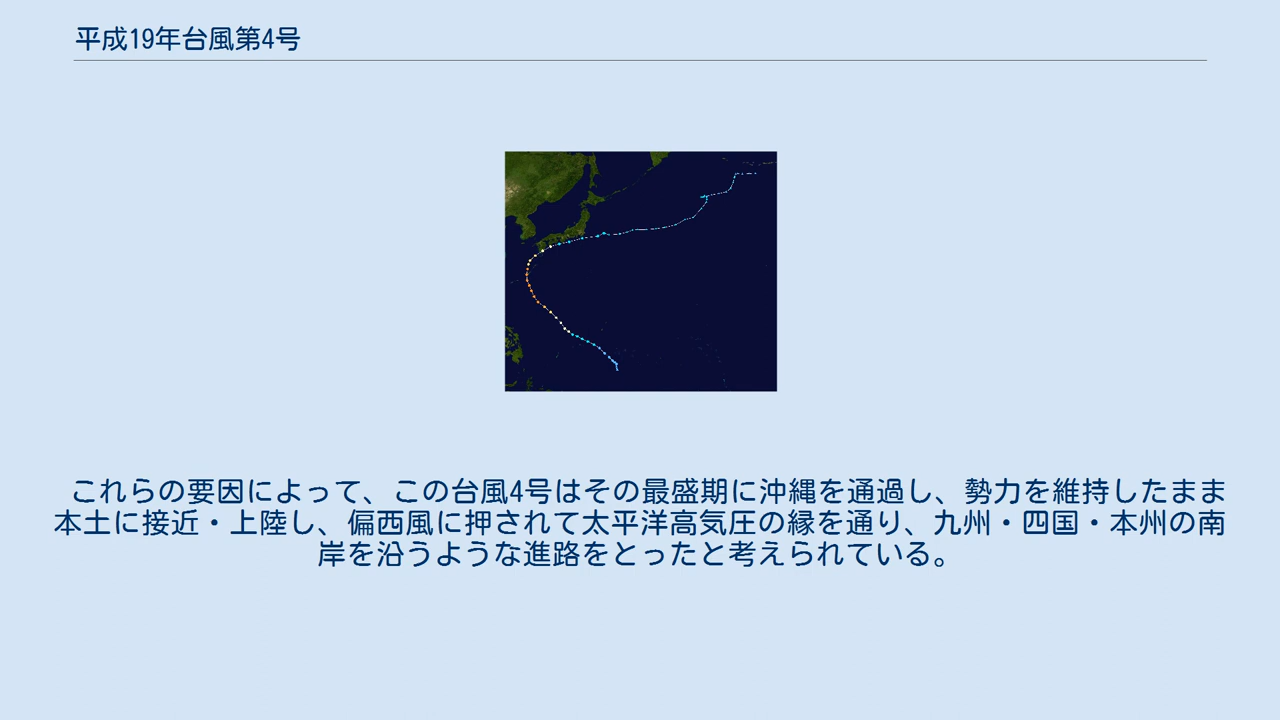 平成19年台風第4号
これらの要因によって、この台風4号はその最盛期に沖縄を通過し、勢力を維持したまま
本土に接近・上陸し、偏西風に押されて太平洋高気圧の縁を通り、九州・四国・本州の南
岸を沿うような進路をとったと考えられている。